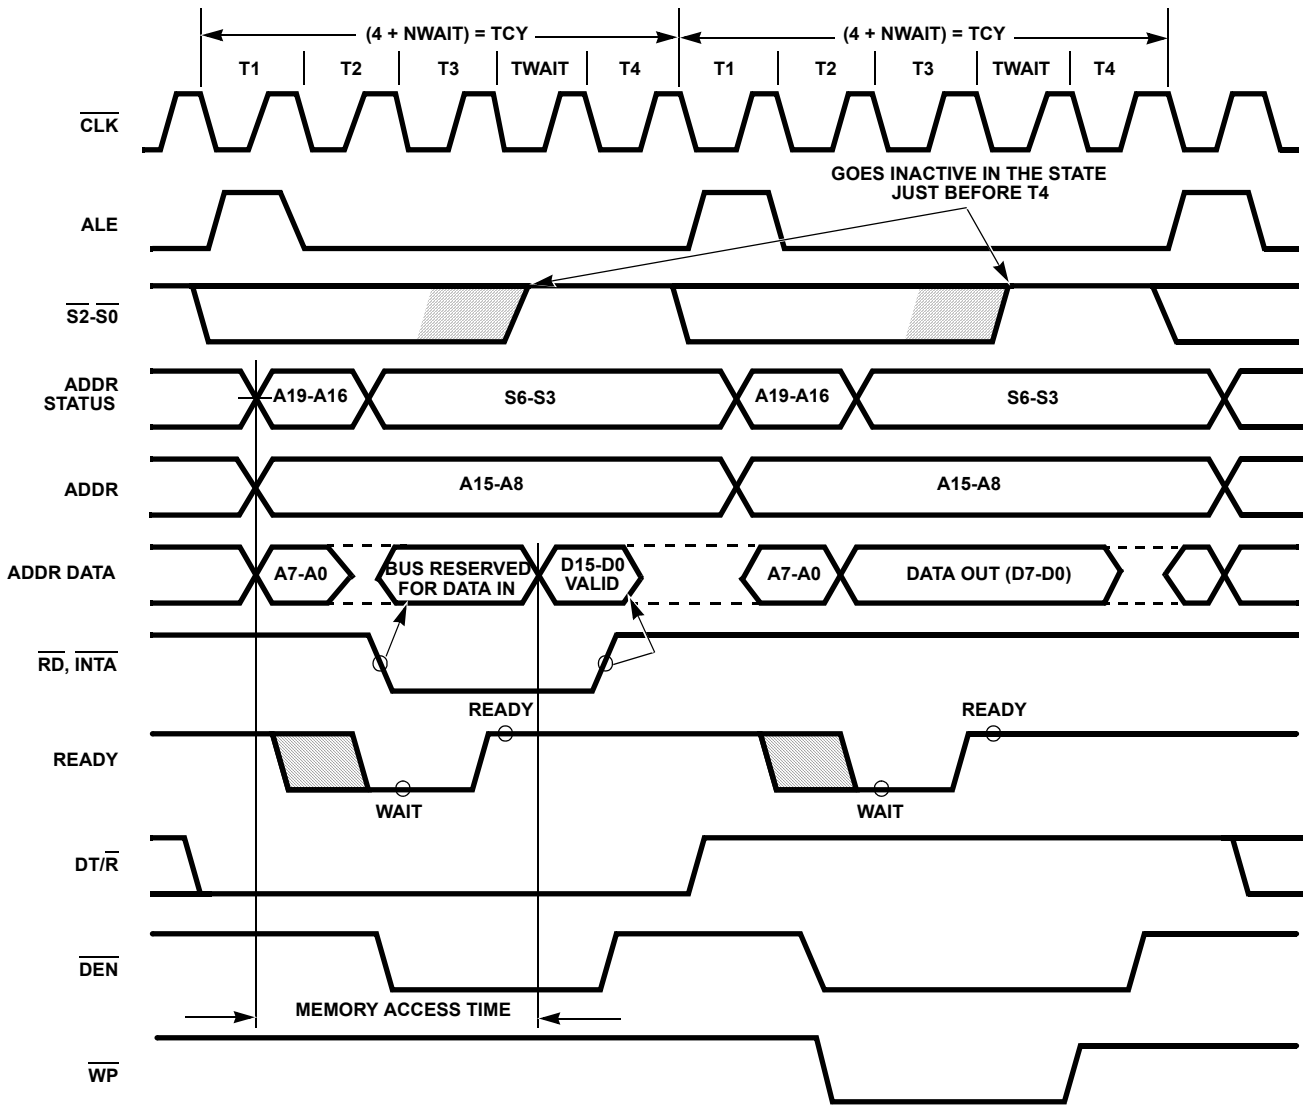 (4 + NWAIT) = TCY (4 + NWAIT) = TCY
T1 T2 T3 TWAIT T4 T1 T2 T3 TWAIT T4
CLK
GOES INACTIVE IN THE STATE
JUST BEFORE T4
ALE
S2-S0
ADDR
STATUS
A19-A16 S6-S3 A19-A16 S6-S3
ADDR
A15-A8 A15-A8
ADDR DATA
A7-A0
BUS RESERVED
FOR DATA IN
D15-D0
VALID
A7-A0
DATA OUT (D7-D0)
RD, INTA
READY READY
READY
WAIT WAIT
DT/R
DEN
MEMORY ACCESS TIME
WP